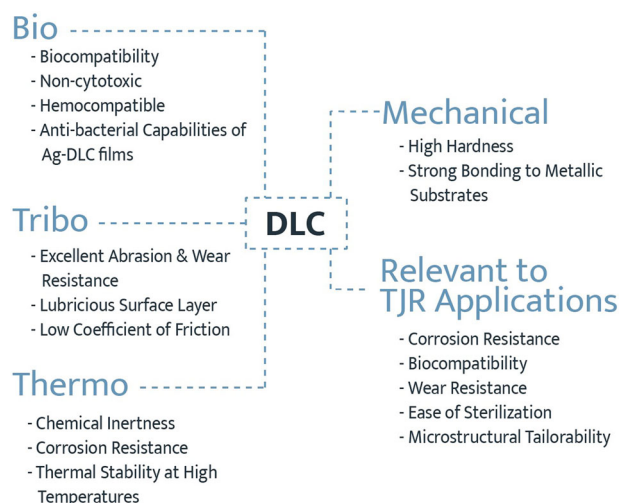 Bio
- Biocompatibility
- Non-cytotoxic
- Hemocompatible
- Anti-bacterial Capabilities of
Ag-DLC films
Tribo
- Excellent Abrasion & Wear
Resistance
- Lubricious Surface Layer
- Low Coefficient of Friction
Thermo
- Chemical Inertness
- Corrosion Resistance
- Thermal Stability at High
Temperatures
DLC
Mechanical
- High Hardness
- Strong Bonding to Metallic
Substrates
Relevant to
TJR Applications
- Corrosion Resistance
- Biocompatibility
- Wear Resistance
- Ease of Sterilization
- Microstructural Tailorability